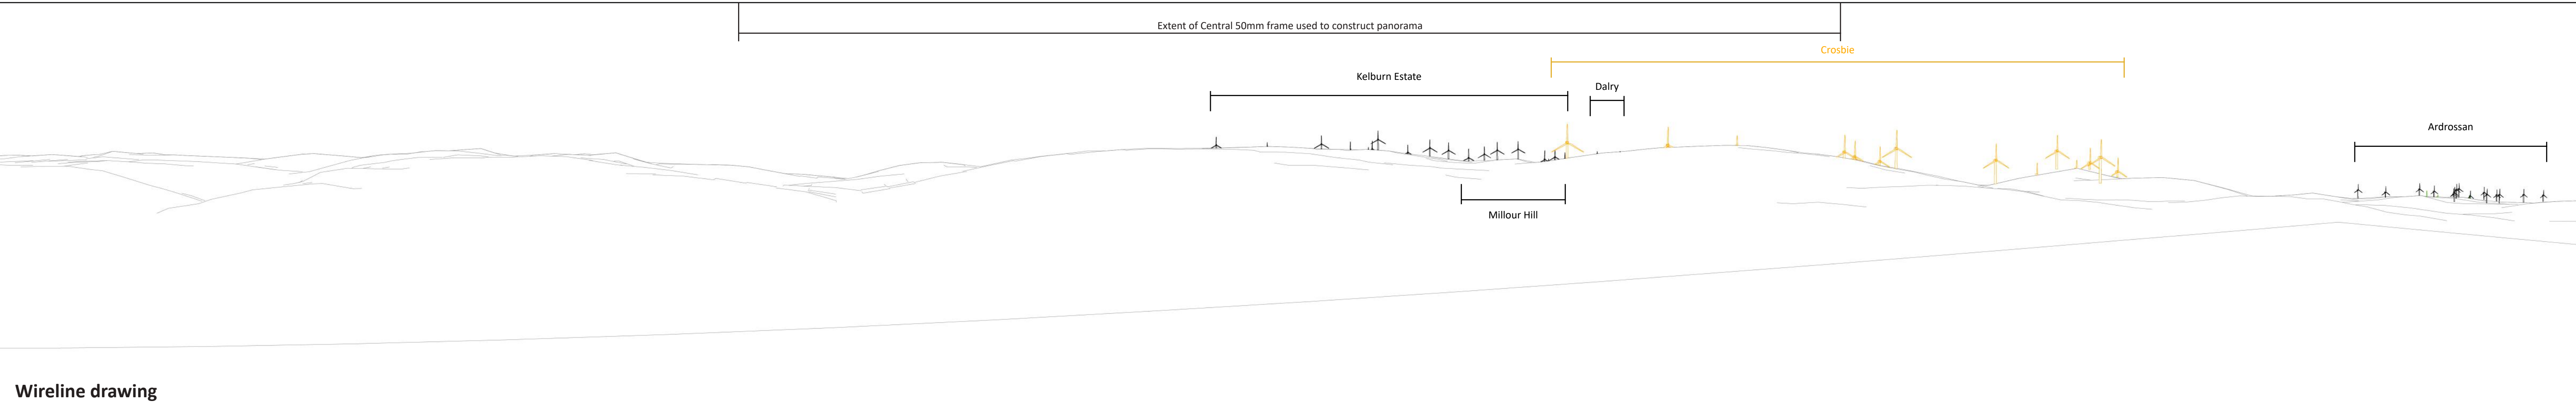 Extent of Central 50mm frame used to construct panorama
Crosbie
Kelburn Estate
Dalry
Ardrossan
Millour Hill
Wireline drawing